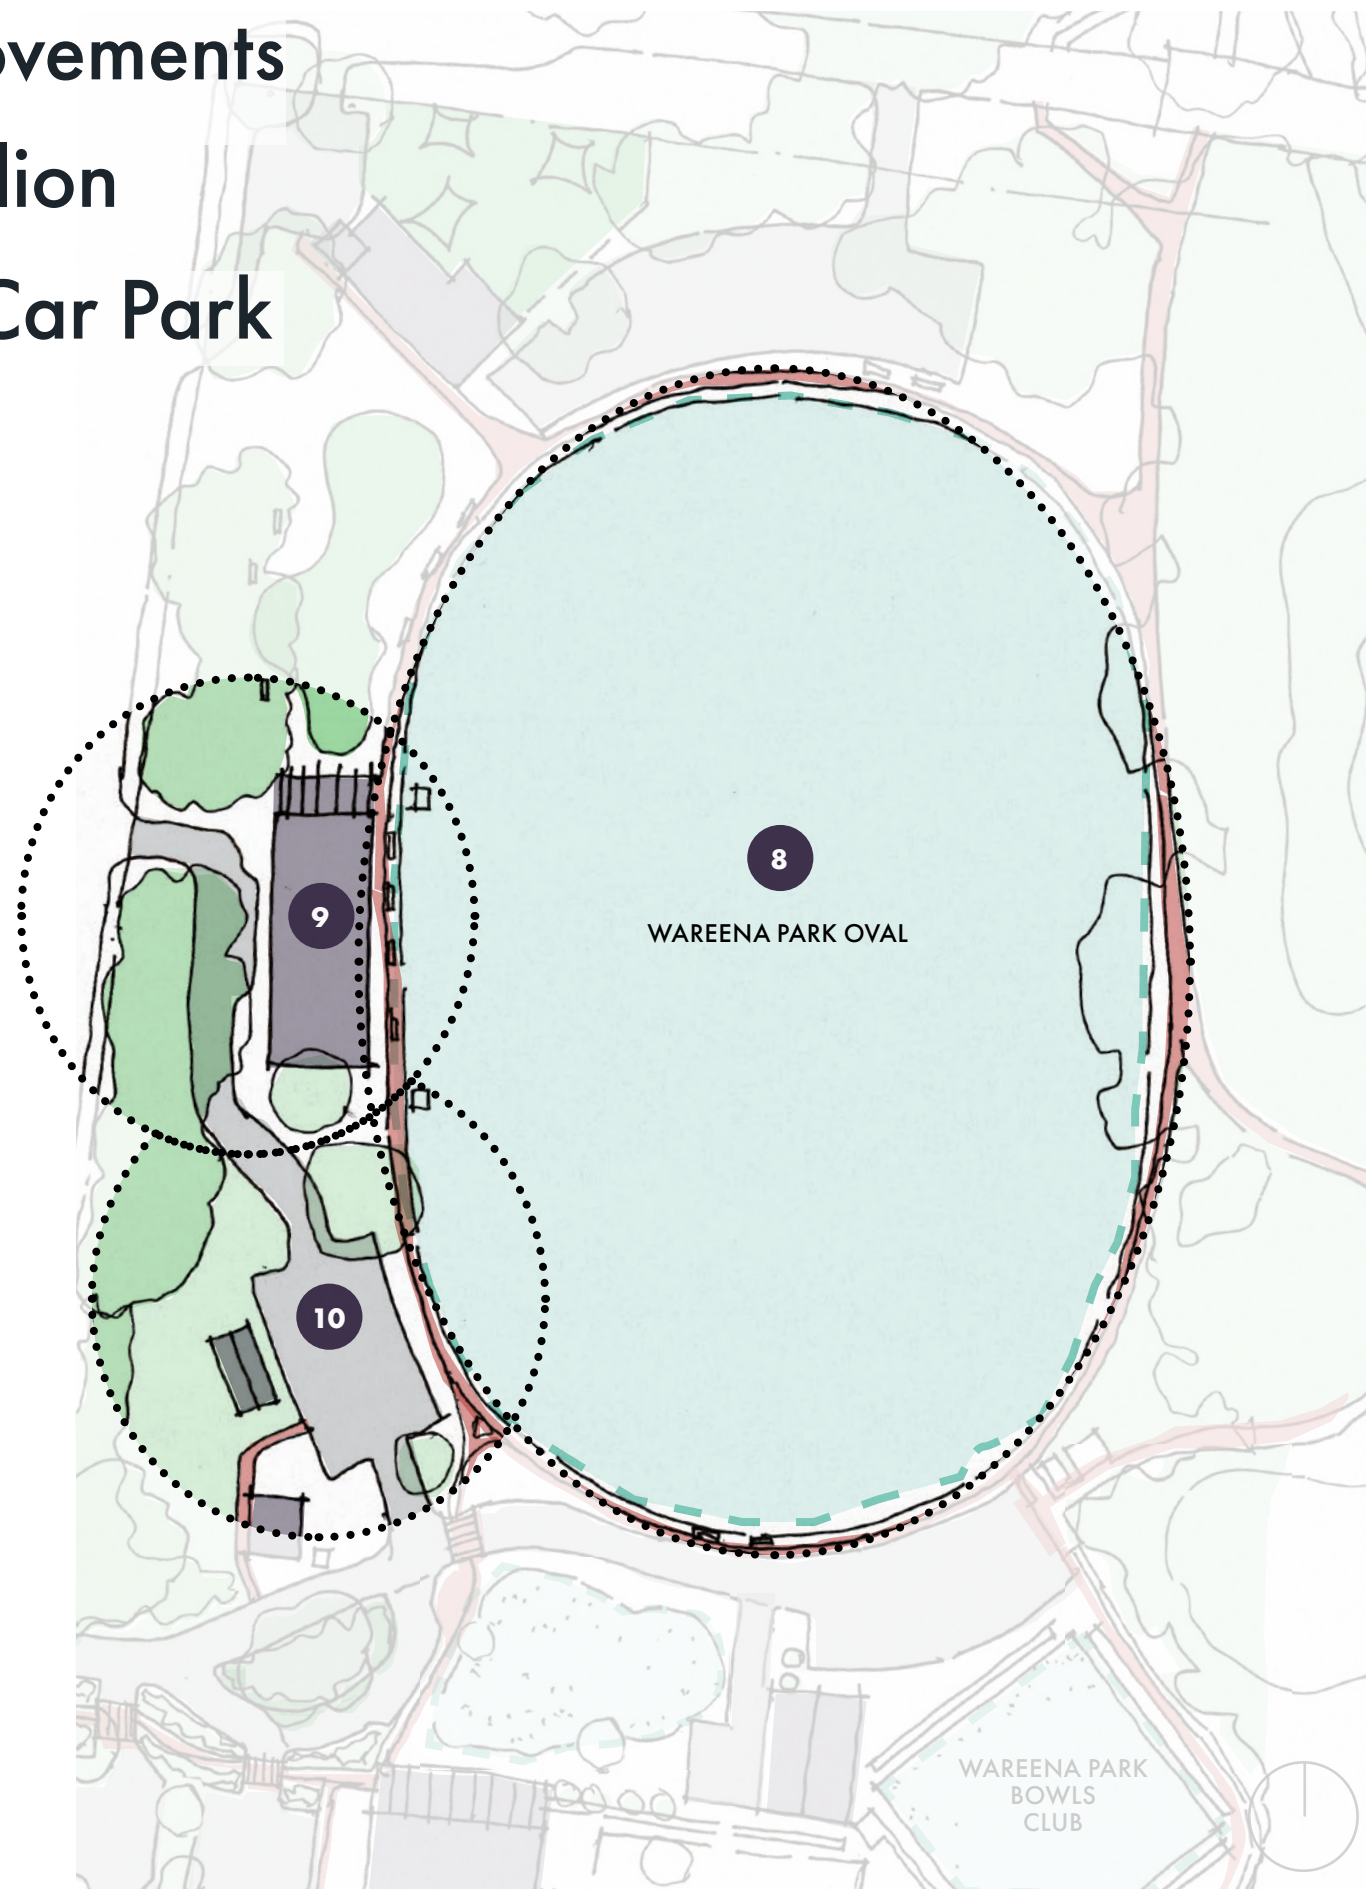 ovements
lion
Car Park
8
WAREENA PARK OVAL
9
10
WAREENA PARK
BOWLS
CLUB